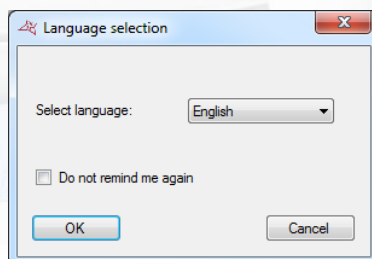 Language selection
Select language: English
Do not remind me again
OK Cancel